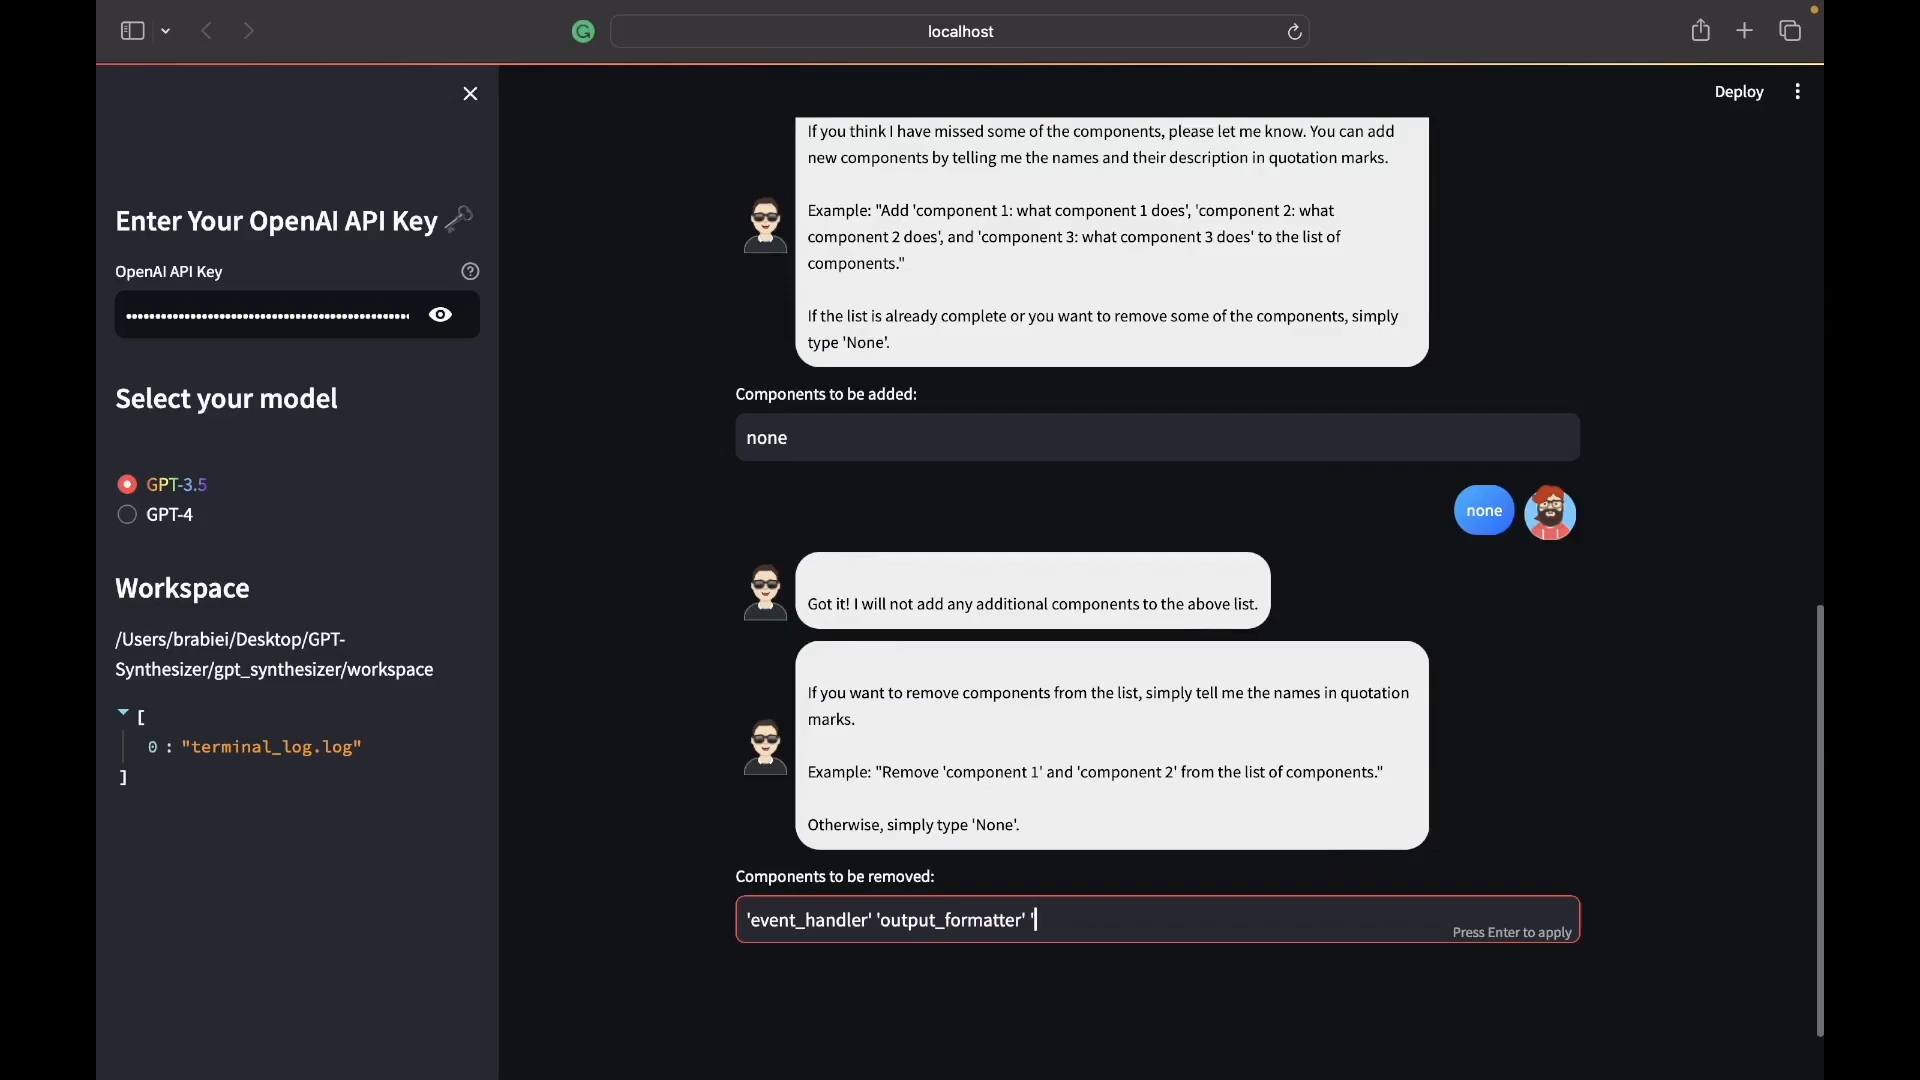 localhost
Deploy
Enter Your OpenAI API Key
OpenAI API Key
••••••••••••••••••••••••••••••••••••••••••••••••••
Select your model
GPT-3.5
GPT-4
Workspace
/Users/brabiei/Desktop/GPT-
Synthesizer/gpt_synthesizer/workspace
[
0 : "terminal_log.log"
]
If you think I have missed some of the components, please let me know. You can add
new components by telling me the names and their description in quotation marks.
Example: "Add 'component 1: what component 1 does', 'component 2: what
component 2 does', and 'component 3: what component 3 does' to the list of
components."
If the list is already complete or you want to remove some of the components, simply
type 'None'.
Components to be added:
none
none
Got it! I will not add any additional components to the above list.
If you want to remove components from the list, simply tell me the names in quotation
marks.
Example: "Remove 'component 1' and 'component 2' from the list of components."
Otherwise, simply type 'None'.
Components to be removed:
'event_handler' 'output_formatter' '
Press Enter to apply